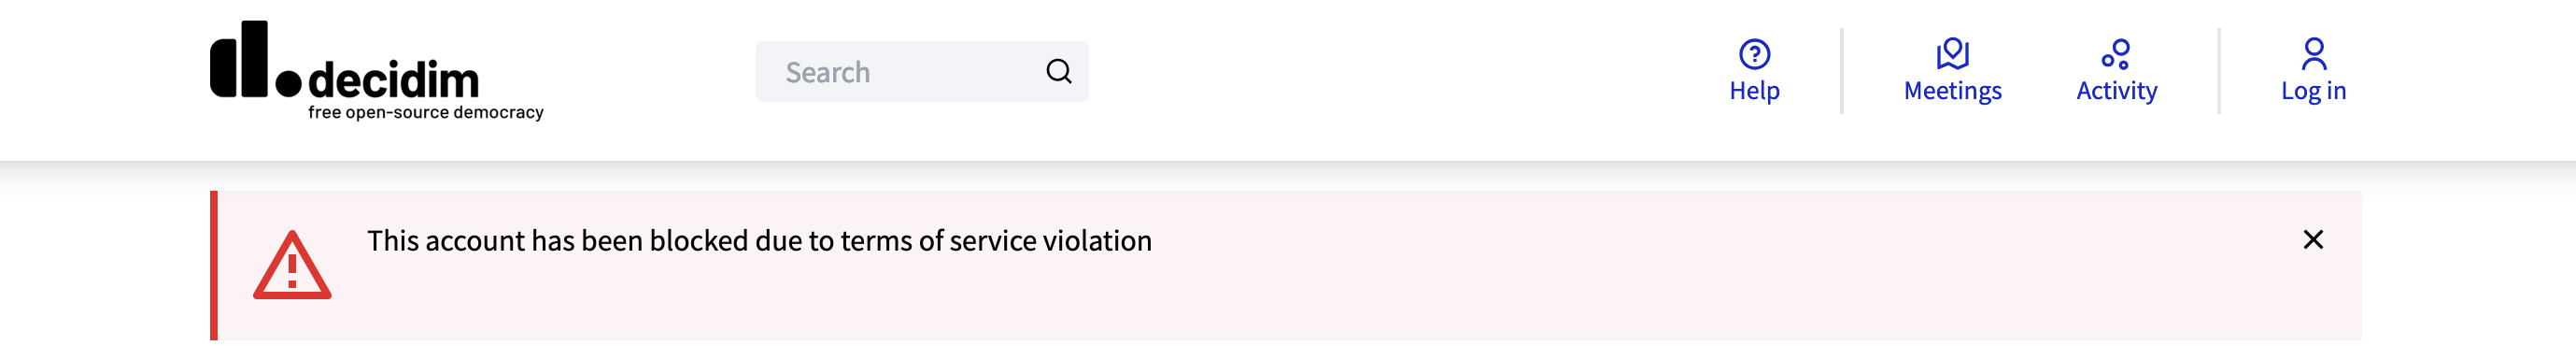 decidim
free open-source democracy
Search
Help
Meetings
Activity
Log in
This account has been blocked due to terms of service violation